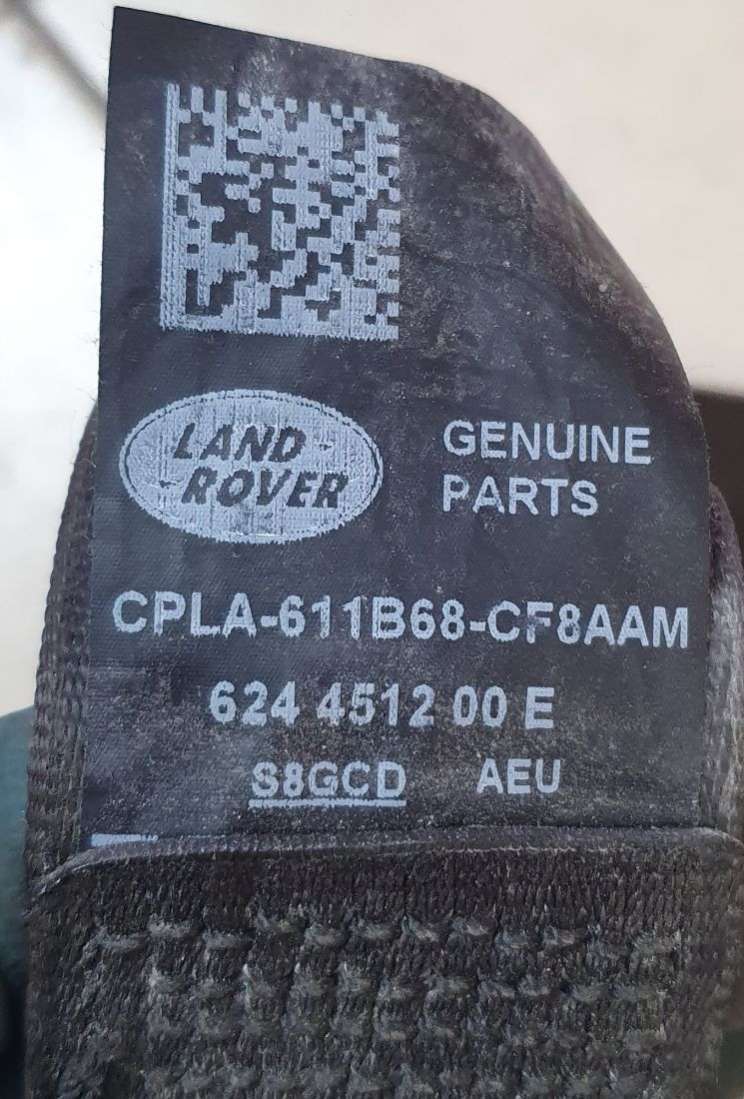 LAND-
-ROVER
GENUINE
PARTS
CPLA-611B68-CF8AAM
624 4512 00 E
S8GCD AEU